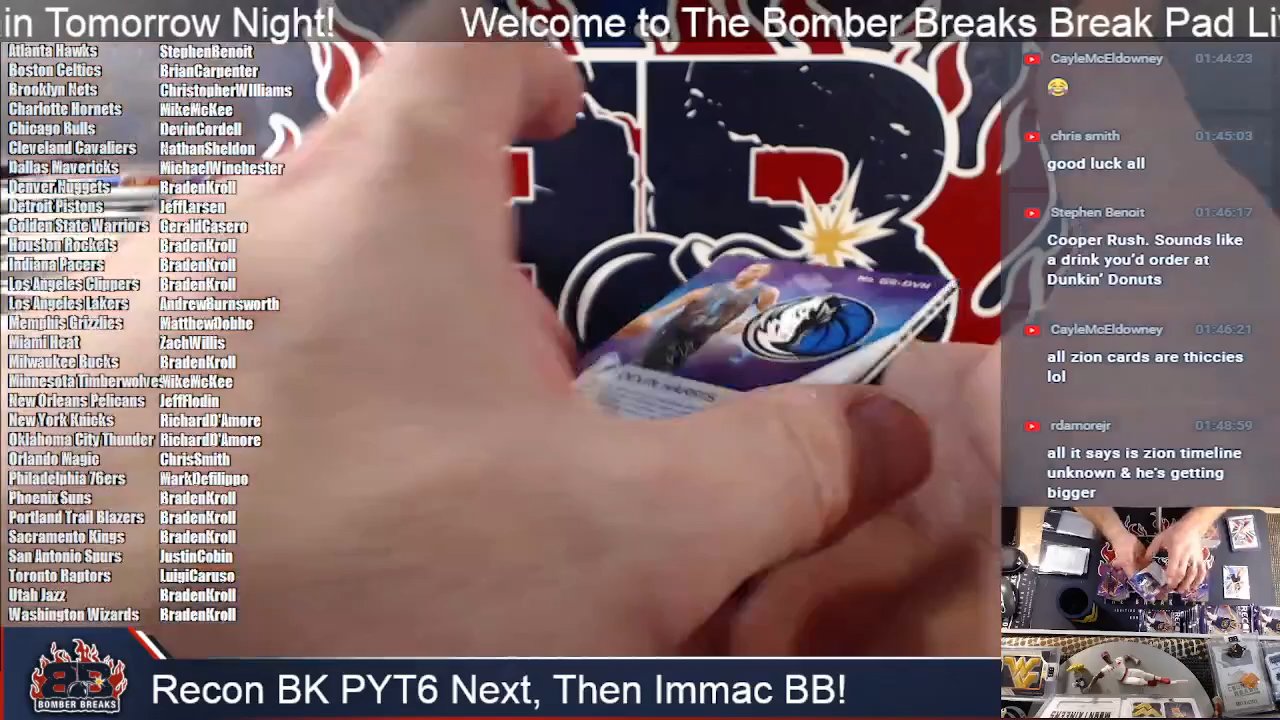 in Tomorrow Night! Welcome to The Bomber Breaks Break Pad Li
Atlanta Hawks StephenBenoit
Boston Celtics BrianCarpenter
Brooklyn Nets ChristopherWIlliams
Charlotte Hornets MikeMcKee
Chicago Bulls DevinCordell
Cleveland Cavaliers NathanSheldon
Dallas Mavericks MichaelWinchester
Denver Nuggets BradenKroll
Detroit Pistons JeffLarsen
Golden State Warriors GeraldCasero
Houston Rockets BradenKroll
Indiana Pacers BradenKroll
Los Angeles Clippers BradenKroll
Los Angeles Lakers AndrewBurnsworth
Memphis Grizzlies MatthewDobbe
Miami Heat ZachWillis
Milwaukee Bucks BradenKroll
Minnesota Timberwolves MikeMcKee
New Orleans Pelicans JeffModin
New York Knicks RichardD'Amore
Oklahoma City Thunder RichardD'Amore
Orlando Magic ChrisSmith
Philadelphia 76ers MarkDefilippo
Phoenix Suns BradenKroll
Portland Trail Blazers BradenKroll
Sacramento Kings BradenKroll
San Antonio Spurs JustinCobin
Toronto Raptors LuigiCaruso
Utah Jazz BradenKroll
Washington Wizards BradenKroll
No. GS-DVH
DEVIN HARRIS
CayleMcEldowney 01:44:23
😂
chris smith 01:45:03
good luck all
Stephen Benoit 01:46:17
Cooper Rush. Sounds like
a drink you'd order at
Dunkin' Donuts
CayleMcEldowney 01:46:21
all zion cards are thiccies
lol
rdamorejr 01:48:59
all it says is zion timeline
unknown & he's getting
bigger
BB
BOMBER BREAKS
Recon BK PYT6 Next, Then Immac BB!